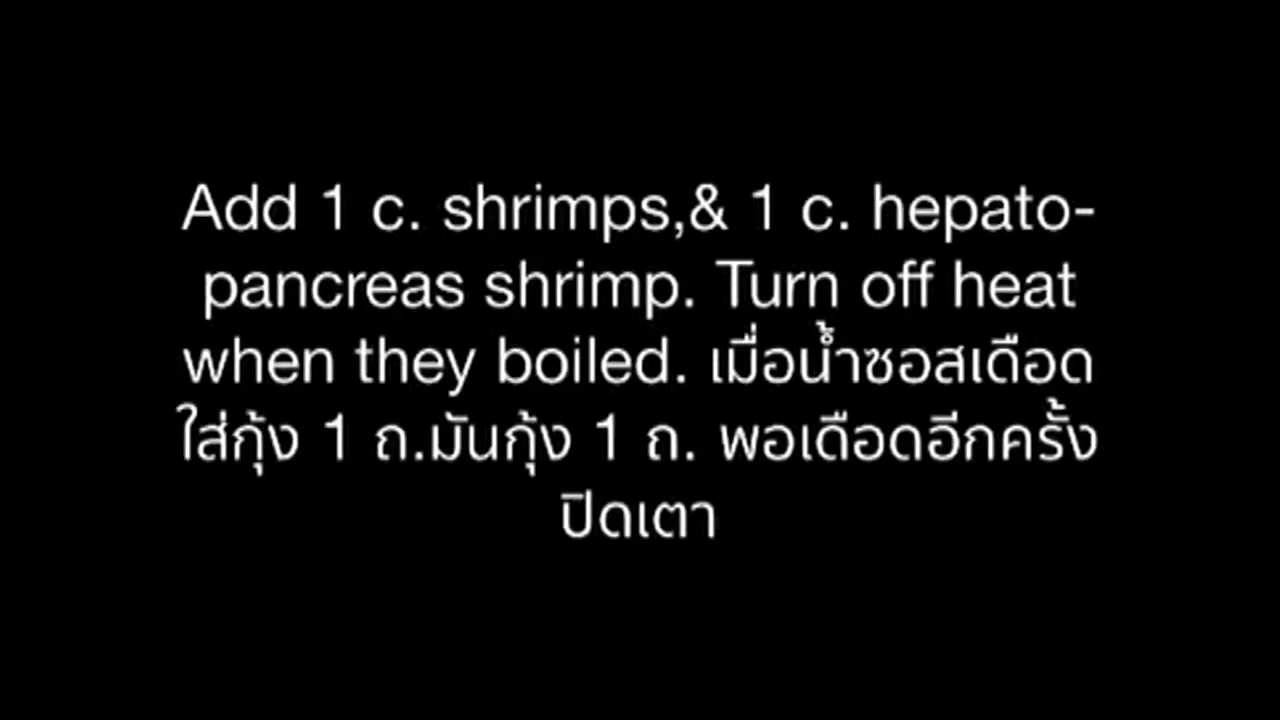 Add 1 c. shrimps,& 1 c. hepato-
pancreas shrimp. Turn off heat
when they boiled. เมื่อน้ำซอสเดือด
ใส่กุ้ง 1 ถ.มันกุ้ง 1 ถ. พอเดือดอีกครั้ง
ปิดเตา